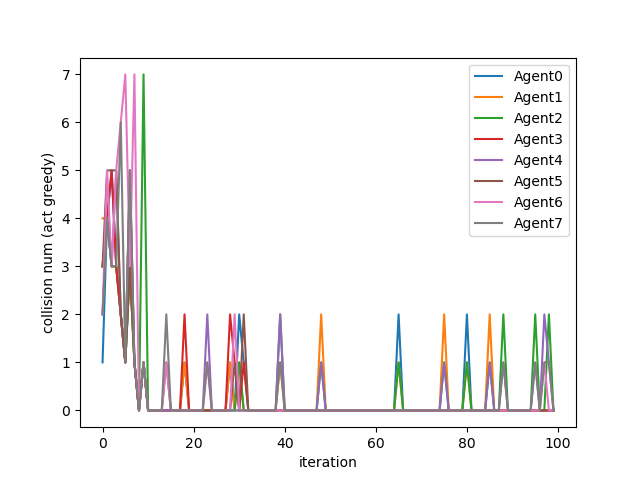 7
6
5
4
3
2
1
0
collision num (act greedy)
0 20 40 60 80 100
iteration
Agent0
Agent1
Agent2
Agent3
Agent4
Agent5
Agent6
Agent7